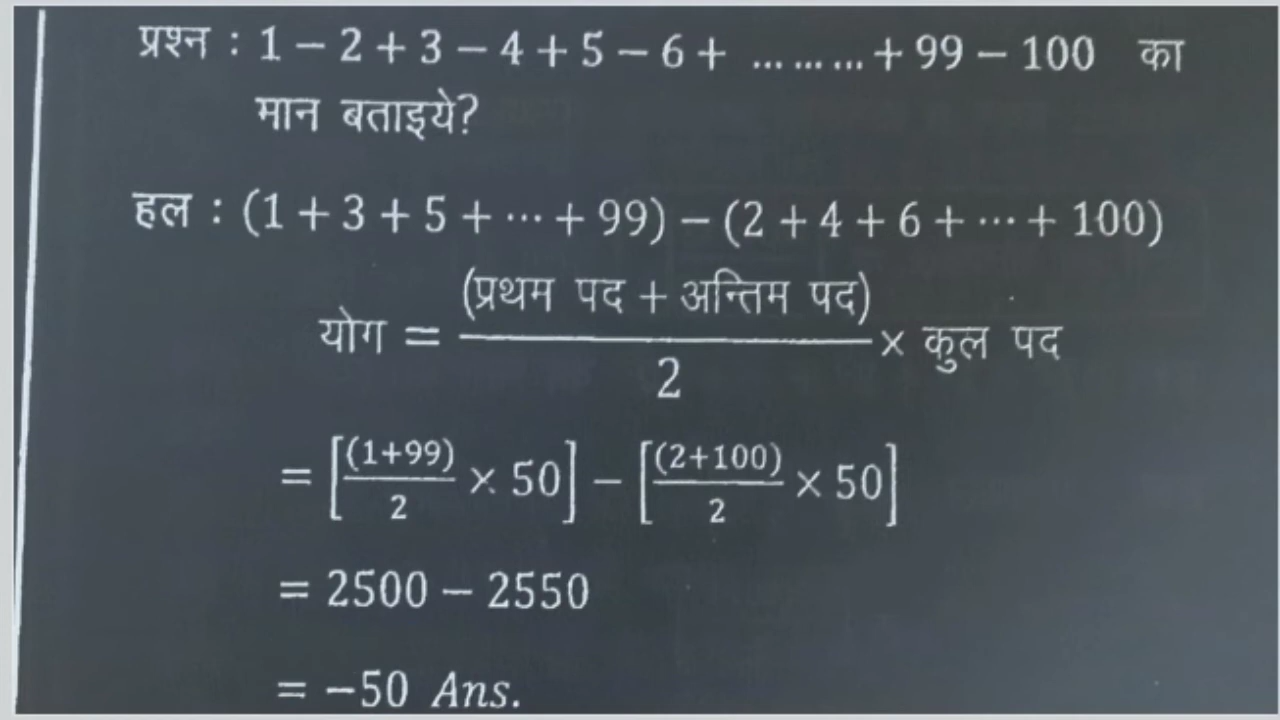 प्रश्न : 1 − 2 + 3 − 4 + 5 − 6 + ......... + 99 − 100 का
मान बताइये?
हल : (1 + 3 + 5 + ⋯ + 99) − (2 + 4 + 6 + ⋯ + 100)
योग = (प्रथम पद + अन्तिम पद)/2 × कुल पद
= [(1+99)/2 × 50] − [(2+100)/2 × 50]
= 2500 − 2550
= −50 Ans.